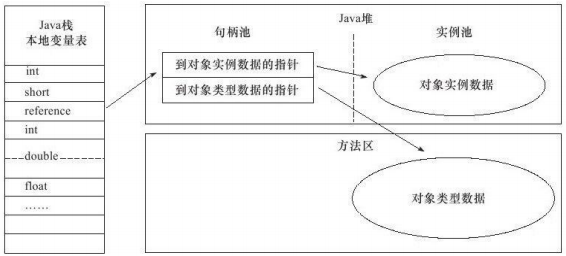 Java栈
本地变量表
int
short
reference
int
double
float
……
句柄池
Java堆
实例池
到对象实例数据的指针
到对象类型数据的指针
对象实例数据
方法区
对象类型数据